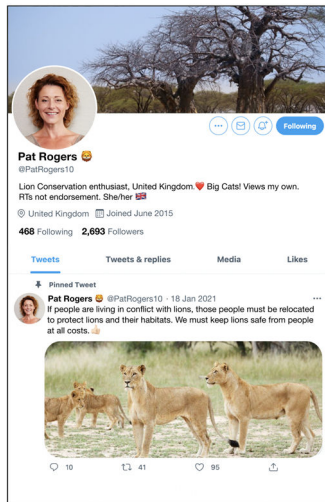 Following
Pat Rogers 🦁
@PatRogers10
Lion Conservation enthusiast, United Kingdom.❤️ Big Cats! Views my own.
RTs not endorsement. She/her 🇬🇧
United Kingdom Joined June 2015
468 Following 2,693 Followers
Tweets Tweets & replies Media Likes
Pinned Tweet
Pat Rogers 🦁 @PatRogers10 · 18 Jan 2021
If people are living in conflict with lions, those people must be relocated
to protect lions and their habitats. We must keep lions safe from people
at all costs.👍🏻
10 41 95